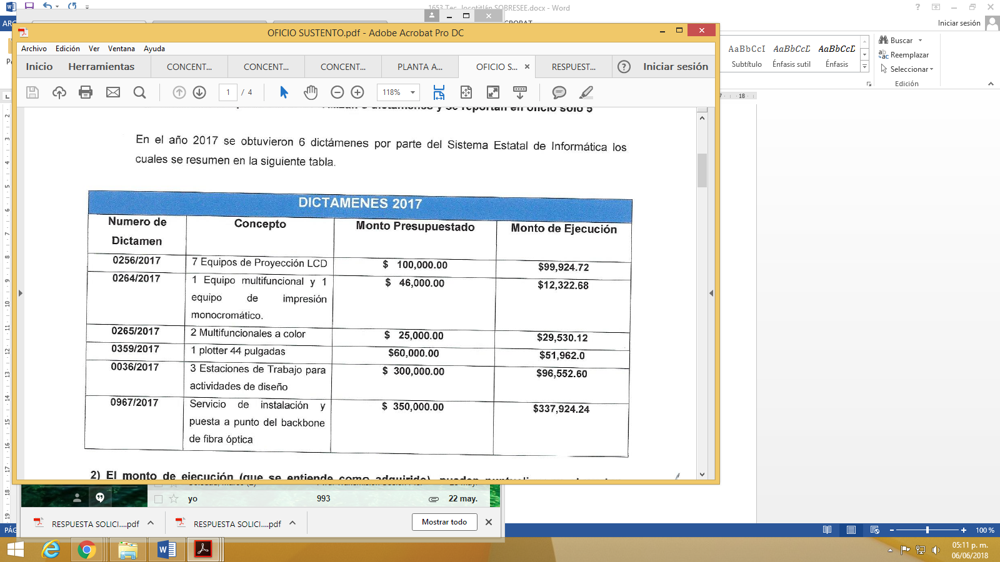 1653 Tec. Jocotitlán SOBRESEE.docx - Word
Iniciar sesión
OFICIO SUSTENTO.pdf - Adobe Acrobat Pro DC
Archivo Edición Ver Ventana Ayuda
Inicio Herramientas CONCENT... CONCENT... CONCENT... PLANTA A... OFICIO S... × RESPUEST... ? Iniciar sesión
1 / 4 118%
AaBbCcI AaBbCcD AaBbCcD
Subtítulo Énfasis sutil Énfasis
Buscar
Reemplazar
Seleccionar
Edición
dictámenes y se reportan en oficio solo 5
En el año 2017 se obtuvieron 6 dictámenes por parte del Sistema Estatal de Informática los
cuales se resumen en la siguiente tabla.
DICTAMENES 2017
Numero de Dictamen Concepto Monto Presupuestado Monto de Ejecución
0256/2017 7 Equipos de Proyección LCD $ 100,000.00 $99,924.72
0264/2017 1 Equipo multifuncional y 1 $ 46,000.00 $12,322.68
equipo de impresión
monocromático.
0265/2017 2 Multifuncionales a color $ 25,000.00 $29,530.12
0359/2017 1 plotter 44 pulgadas $60,000.00 $51,962.0
0036/2017 3 Estaciones de Trabajo para $ 300,000.00 $96,552.60
actividades de diseño
0967/2017 Servicio de instalación y $ 350,000.00 $337,924.24
puesta a punto del backbone
de fibra óptica
2) El monto de ejecución (que se entiende como adquirido),
yo 993 22 may.
RESPUESTA SOLICI....pdf RESPUESTA SOLICI....pdf Mostrar todo
100 %
05:11 p. m.
06/06/2018